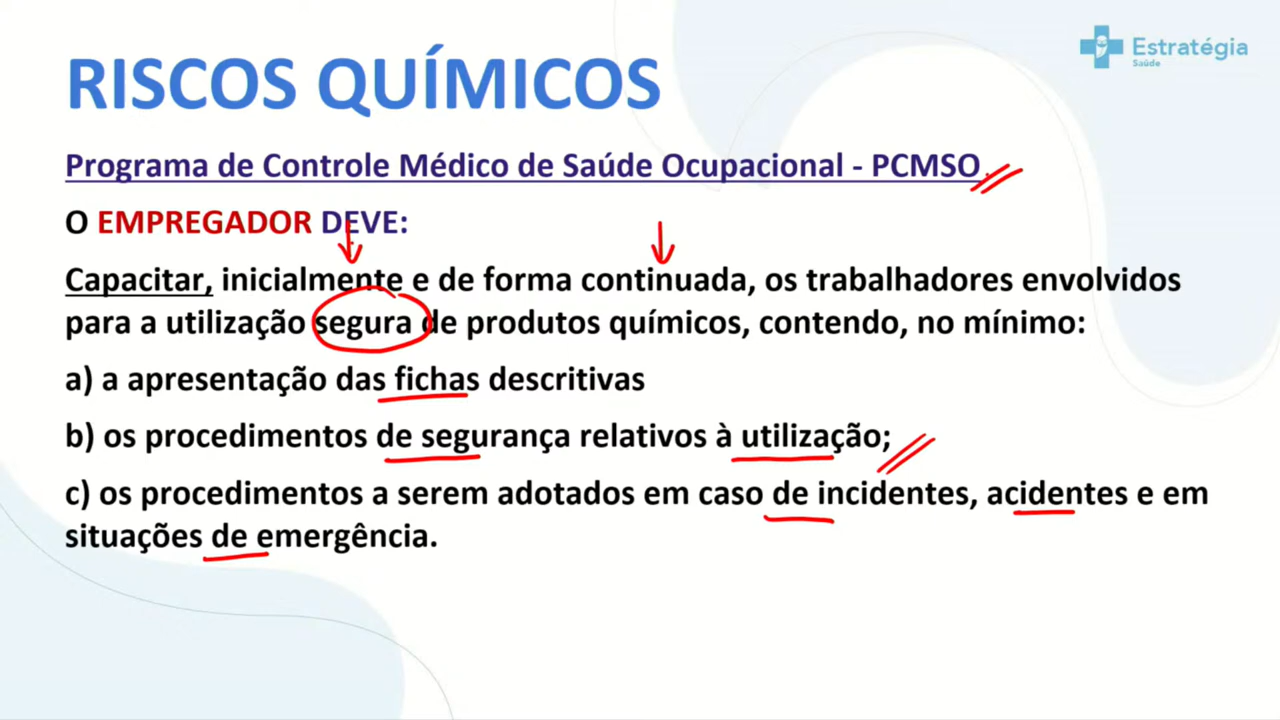 Estratégia
Saúde
RISCOS QUÍMICOS
Programa de Controle Médico de Saúde Ocupacional - PCMSO
O EMPREGADOR DEVE:
Capacitar, inicialmente e de forma continuada, os trabalhadores envolvidos
para a utilização segura de produtos químicos, contendo, no mínimo:
a) a apresentação das fichas descritivas
b) os procedimentos de segurança relativos à utilização;
c) os procedimentos a serem adotados em caso de incidentes, acidentes e em
situações de emergência.